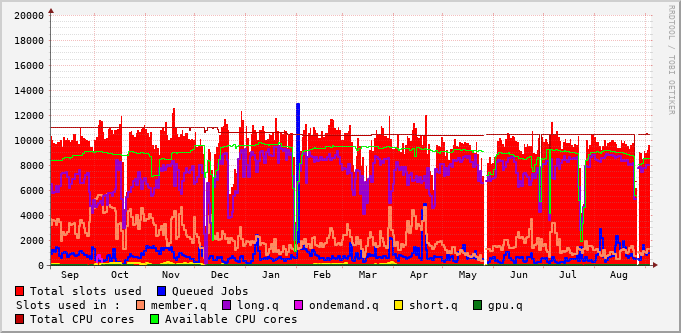 20000
18000
16000
14000
12000
10000
8000
6000
4000
2000
0
Sep Oct Nov Dec Jan Feb Mar Apr May Jun Jul Aug
RRDTOOL / TOBI OETIKER
Total slots used Queued Jobs
Slots used in : member.q long.q ondemand.q short.q gpu.q
Total CPU cores Available CPU cores